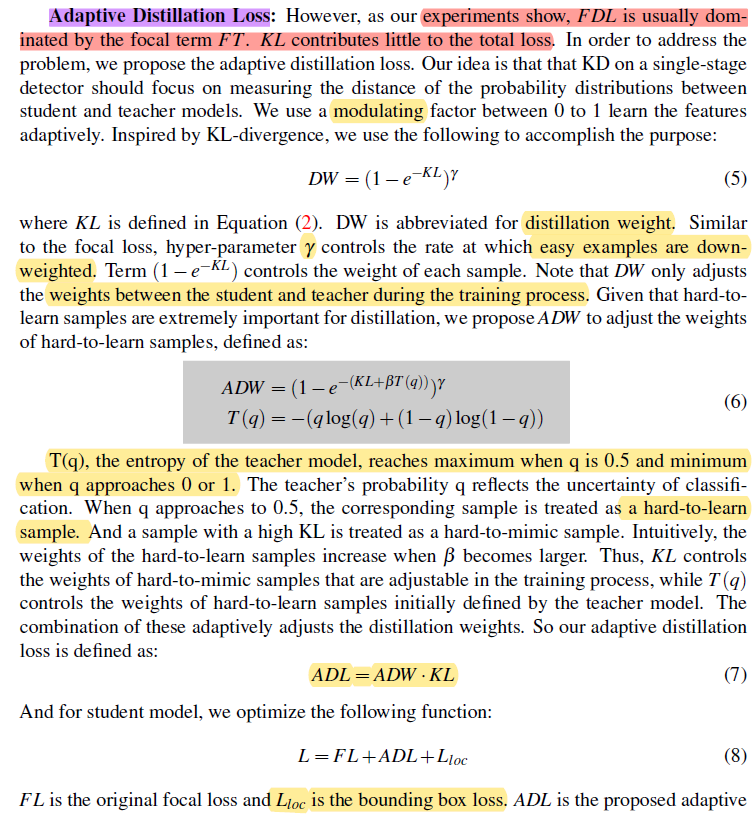 Adaptive Distillation Loss: However, as our experiments show, FDL is usually dom-
inated by the focal term FT. KL contributes little to the total loss. In order to address the
problem, we propose the adaptive distillation loss. Our idea is that that KD on a single-stage
detector should focus on measuring the distance of the probability distributions between
student and teacher models. We use a modulating factor between 0 to 1 learn the features
adaptively. Inspired by KL-divergence, we use the following to accomplish the purpose:
DW = (1 − e^{−KL})^γ (5)
where KL is defined in Equation (2). DW is abbreviated for distillation weight. Similar
to the focal loss, hyper-parameter γ controls the rate at which easy examples are down-
weighted. Term (1 − e^{−KL}) controls the weight of each sample. Note that DW only adjusts
the weights between the student and teacher during the training process. Given that hard-to-
learn samples are extremely important for distillation, we propose ADW to adjust the weights
of hard-to-learn samples, defined as:
ADW = (1 − e^{−(KL+βT(q))})^γ
T(q) = −(q log(q) + (1 − q) log(1 − q))
(6)
T(q), the entropy of the teacher model, reaches maximum when q is 0.5 and minimum
when q approaches 0 or 1. The teacher's probability q reflects the uncertainty of classifi-
cation. When q approaches to 0.5, the corresponding sample is treated as a hard-to-learn
sample. And a sample with a high KL is treated as a hard-to-mimic sample. Intuitively, the
weights of the hard-to-learn samples increase when β becomes larger. Thus, KL controls
the weights of hard-to-mimic samples that are adjustable in the training process, while T(q)
controls the weights of hard-to-learn samples initially defined by the teacher model. The
combination of these adaptively adjusts the distillation weights. So our adaptive distillation
loss is defined as:
ADL = ADW · KL (7)
And for student model, we optimize the following function:
L = FL + ADL + L_{loc} (8)
FL is the original focal loss and L_{loc} is the bounding box loss. ADL is the proposed adaptive